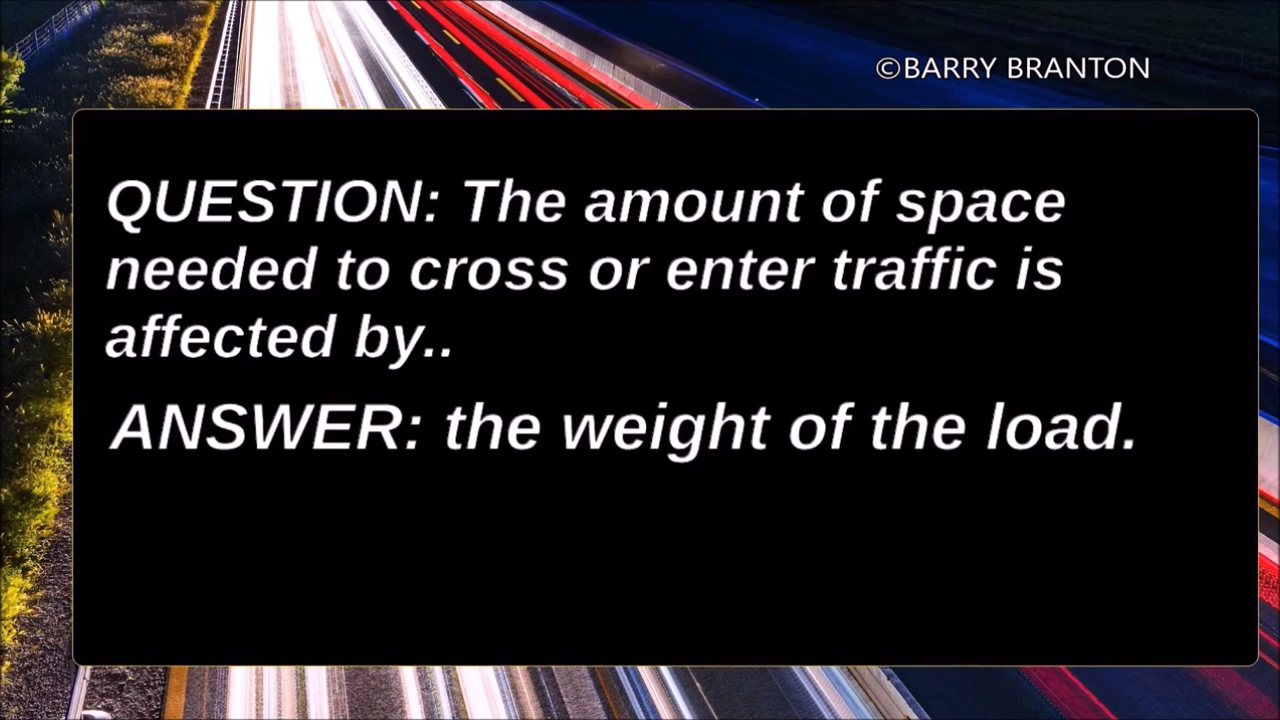 ©BARRY BRANTON
QUESTION: The amount of space
needed to cross or enter traffic is
affected by..
ANSWER: the weight of the load.